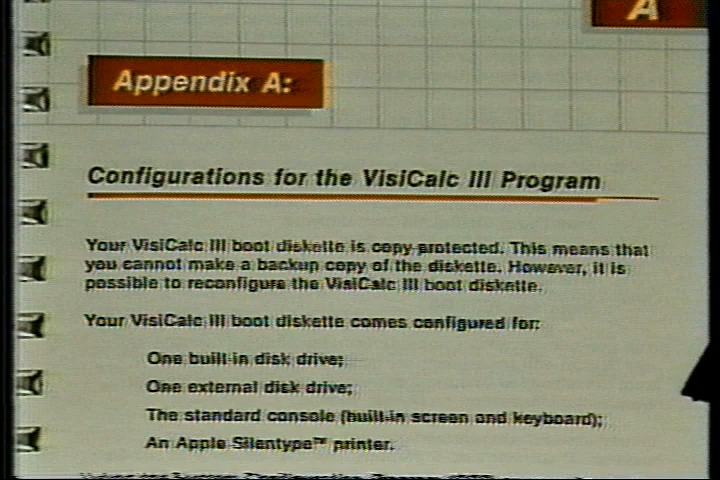 A
Appendix A:
Configurations for the VisiCalc III Program
Your VisiCalc III boot diskette is copy protected. This means that
you cannot make a backup copy of the diskette. However, it is
possible to reconfigure the VisiCalc III boot diskette.
Your VisiCalc III boot diskette comes configured for:
One built-in disk drive;
One external disk drive;
The standard console (built-in screen and keyboard);
An Apple Silentype™ printer.